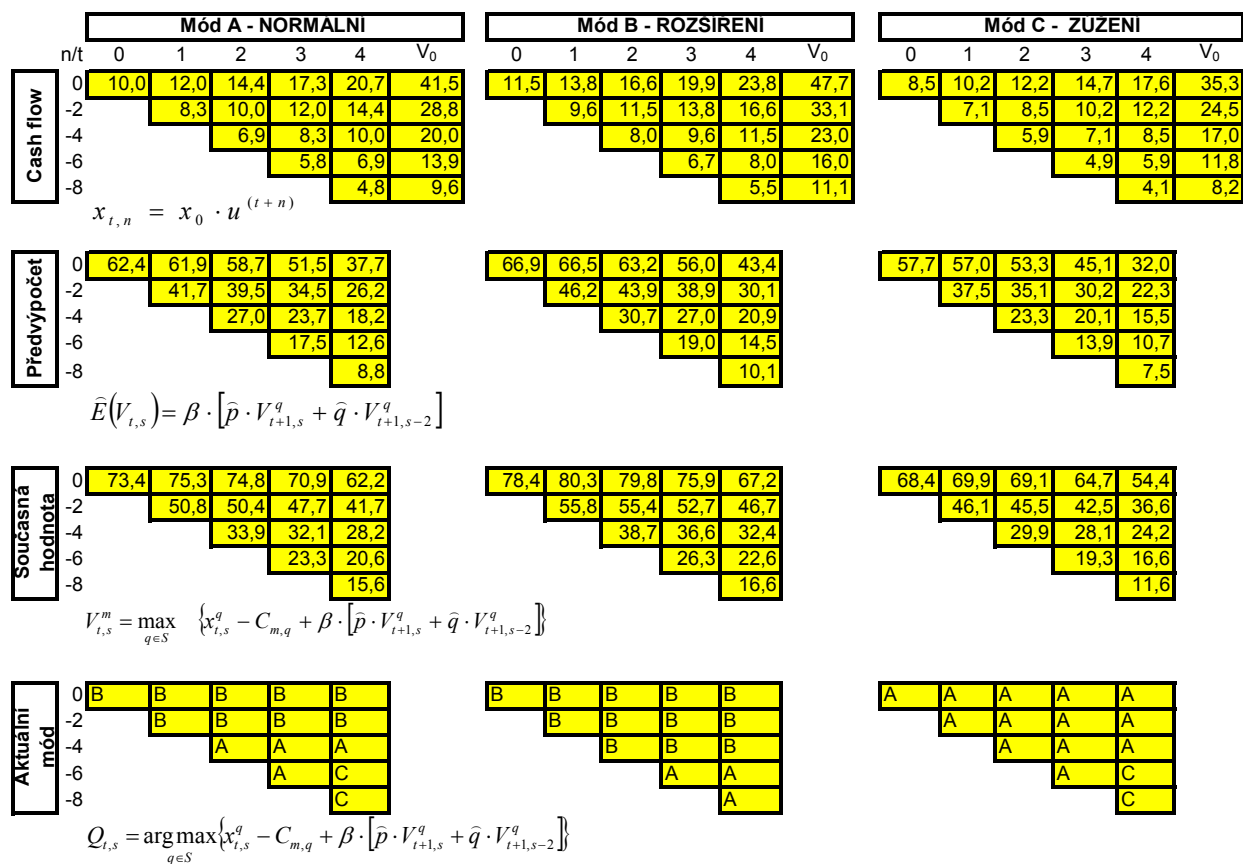 Mód A - NORMÁLNÍ Mód B - ROZŠÍŘENÍ Mód C - ZÚŽENÍ
n/t 0 1 2 3 4 V₀ 0 1 2 3 4 V₀ 0 1 2 3 4 V₀
Cash flow
0 10,0 12,0 14,4 17,3 20,7 41,5 11,5 13,8 16,6 19,9 23,8 47,7 8,5 10,2 12,2 14,7 17,6 35,3
-2 8,3 10,0 12,0 14,4 28,8 9,6 11,5 13,8 16,6 33,1 7,1 8,5 10,2 12,2 24,5
-4 6,9 8,3 10,0 20,0 8,0 9,6 11,5 23,0 5,9 7,1 8,5 17,0
-6 5,8 6,9 13,9 6,7 8,0 16,0 4,9 5,9 11,8
-8 4,8 9,6 5,5 11,1 4,1 8,2
x_{t,n} = x_0 · u^{(t+n)}
Předvýpočet
0 62,4 61,9 58,7 51,5 37,7 66,9 66,5 63,2 56,0 43,4 57,7 57,0 53,3 45,1 32,0
-2 41,7 39,5 34,5 26,2 46,2 43,9 38,9 30,1 37,5 35,1 30,2 22,3
-4 27,0 23,7 18,2 30,7 27,0 20,9 23,3 20,1 15,5
-6 17,5 12,6 19,0 14,5 13,9 10,7
-8 8,8 10,1 7,5
Ê(V_{t,s}) = β · [p̂ · V^q_{t+1,s} + q̂ · V^q_{t+1,s-2}]
Současná
hodnota
0 73,4 75,3 74,8 70,9 62,2 78,4 80,3 79,8 75,9 67,2 68,4 69,9 69,1 64,7 54,4
-2 50,8 50,4 47,7 41,7 55,8 55,4 52,7 46,7 46,1 45,5 42,5 36,6
-4 33,9 32,1 28,2 38,7 36,6 32,4 29,9 28,1 24,2
-6 23,3 20,6 26,3 22,6 19,3 16,6
-8 15,6 16,6 11,6
V^m_{t,s} = max_{q∈S} {x^q_{t,s} − C_{m,q} + β · [p̂ · V^q_{t+1,s} + q̂ · V^q_{t+1,s-2}]}
Aktuální
mód
0 B B B B B B B B B B A A A A A
-2 B B B B B B B B A A A A
-4 A A A B B B A A A
-6 A C A A A C
-8 C A C
Q_{t,s} = arg max_{q∈S} {x^q_{t,s} − C_{m,q} + β · [p̂ · V^q_{t+1,s} + q̂ · V^q_{t+1,s-2}]}